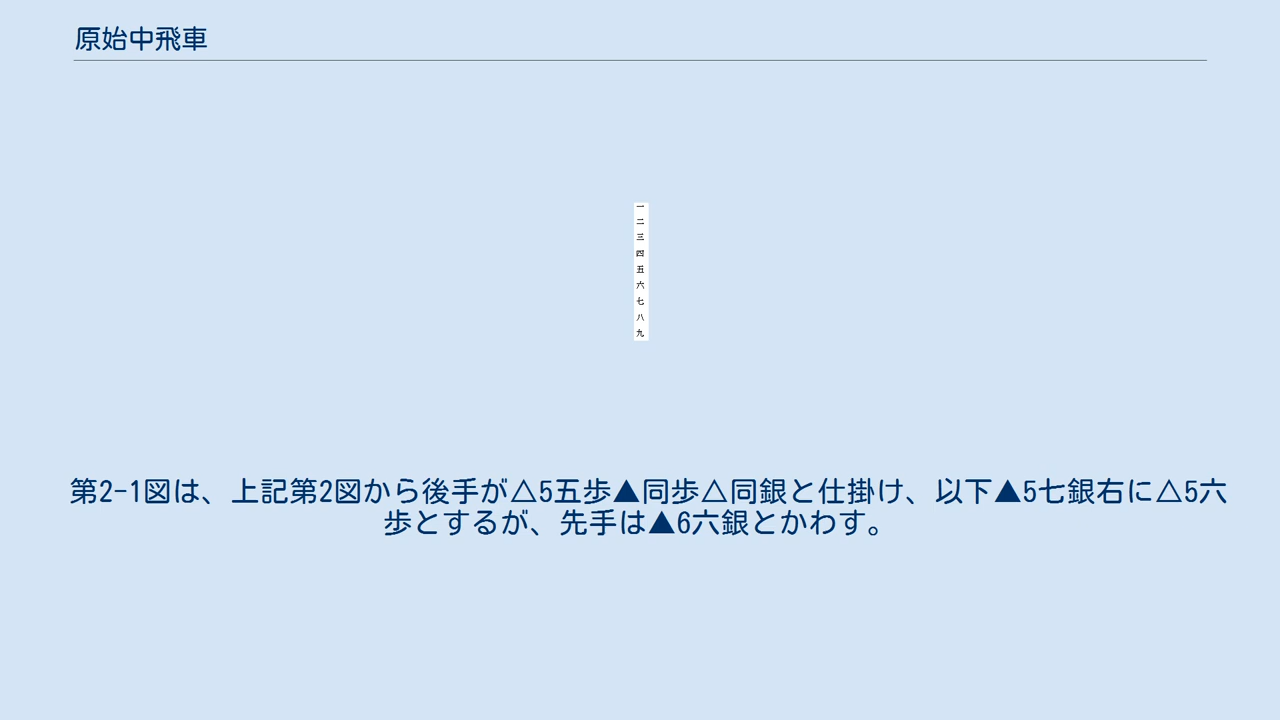 原始中飛車
一
二
三
四
五
六
七
八
九
第2-1図は、上記第2図から後手が△5五歩▲同歩△同銀と仕掛け、以下▲5七銀右に△5六
歩とするが、先手は▲6六銀とかわす。